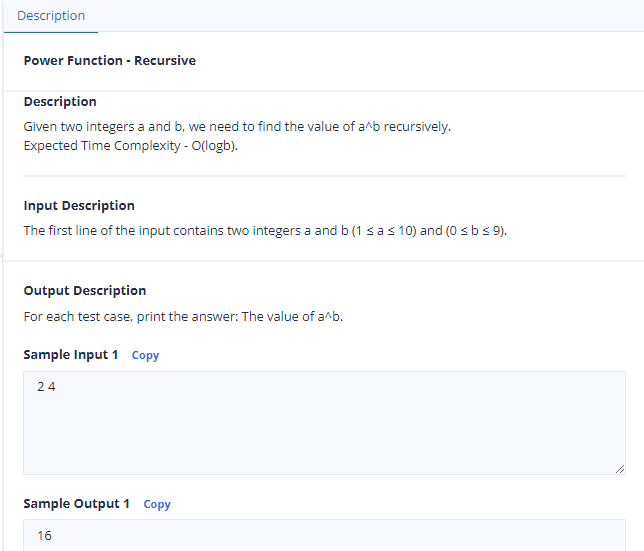 Description
Power Function - Recursive
Description
Given two integers a and b, we need to find the value of a^b recursively.
Expected Time Complexity - O(logb).
Input Description
The first line of the input contains two integers a and b (1 ≤ a ≤ 10) and (0 ≤ b ≤ 9).
Output Description
For each test case, print the answer: The value of a^b.
Sample Input 1 Copy
2 4
Sample Output 1 Copy
16